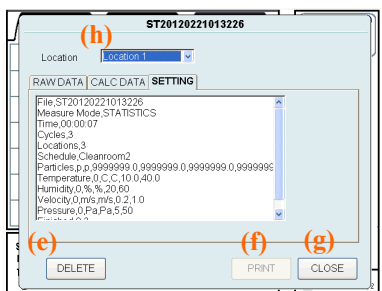 ST20120221013226
(h)
Location Location 1
RAW DATA CALC DATA SETTING
File,ST20120221013226
Measure Mode,STATISTICS
Time,00:00:07
Cycles,3
Locations,3
Schedule,Cleanroom2
Particles,p,p,9999999.0,9999999.0,9999999.0,9999999
Temperature,0,C,C,10.0,40.0
Humidity,0,%,%,20,60
Velocity,0,m/s,m/s,0.2,1.0
Pressure,0,Pa,Pa,5,50
(e) (f) (g)
DELETE PRINT CLOSE